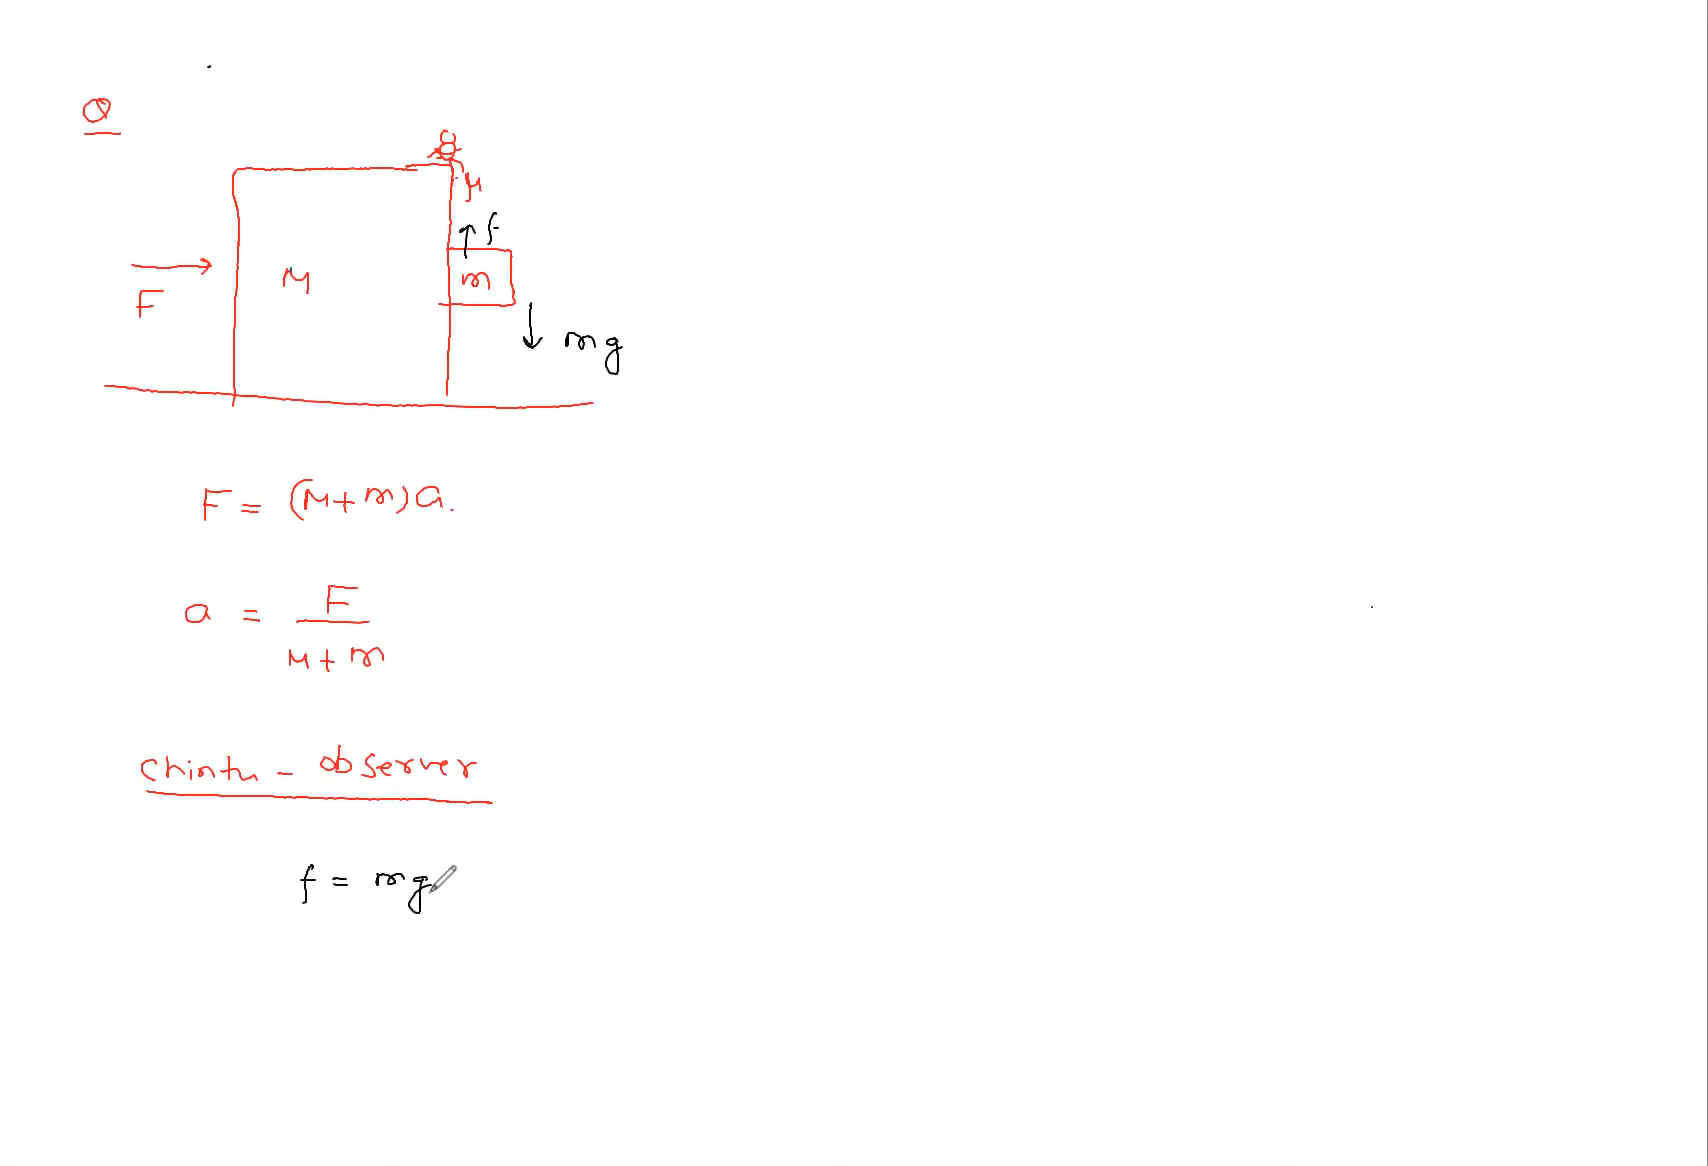 Q
μ
f
M
m
F
mg
F = (M+m)a.
a = F
M+m
Chintu - observer
f = mg